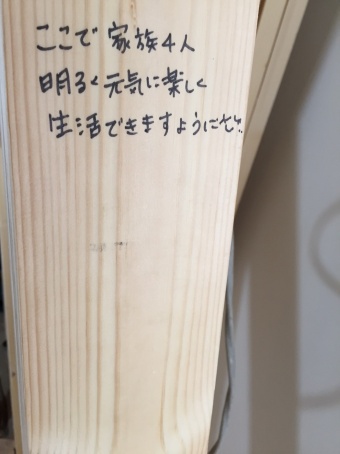 ここで家族4人
明るく元気に楽しく
生活できますように